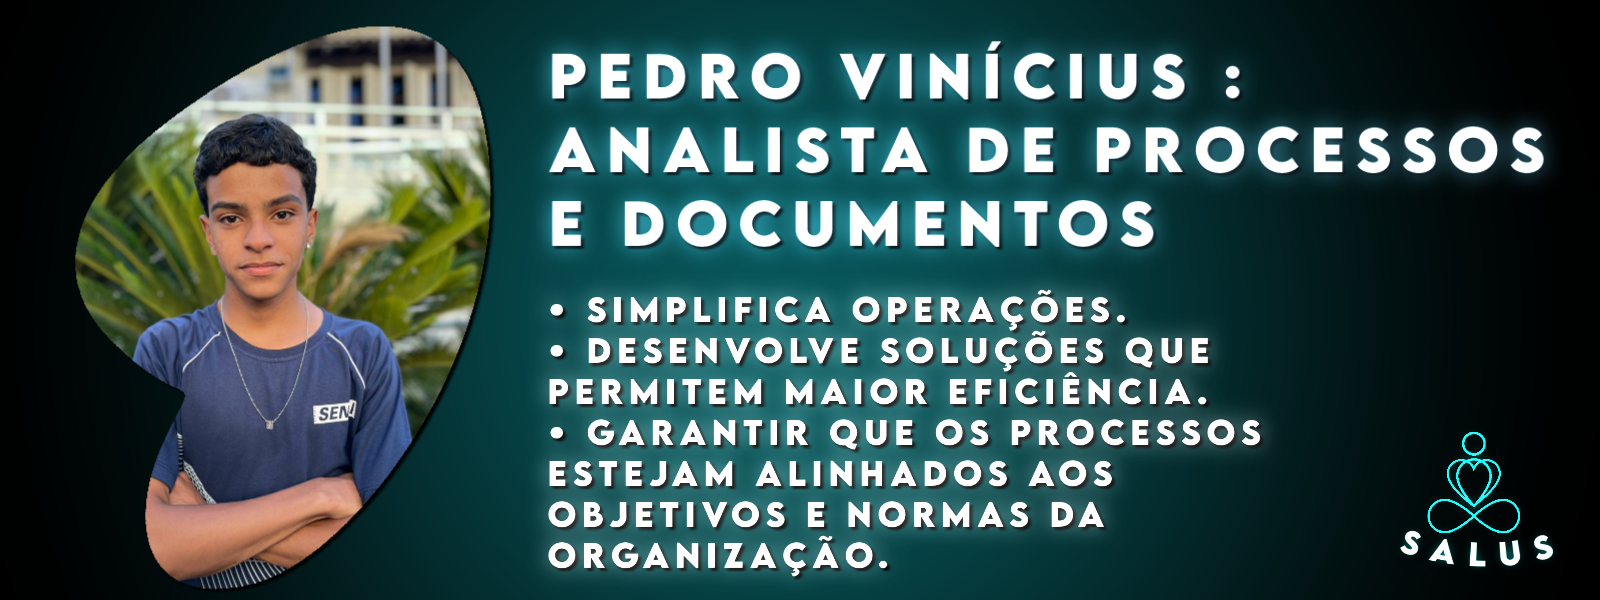 PEDRO VINÍCIUS :
ANALISTA DE PROCESSOS
E DOCUMENTOS
• SIMPLIFICA OPERAÇÕES.
• DESENVOLVE SOLUÇÕES QUE
PERMITEM MAIOR EFICIÊNCIA.
• GARANTIR QUE OS PROCESSOS
ESTEJAM ALINHADOS AOS
OBJETIVOS E NORMAS DA
ORGANIZAÇÃO.
SALUS